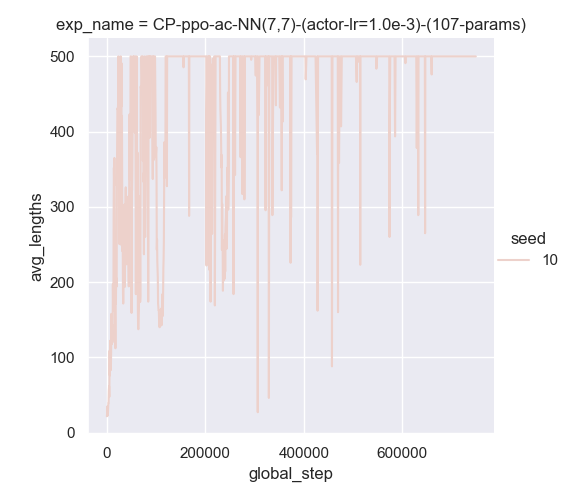 exp_name = CP-ppo-ac-NN(7,7)-(actor-lr=1.0e-3)-(107-params)
500
400
300
200
100
0
avg_lengths
0 200000 400000 600000
global_step
seed
10